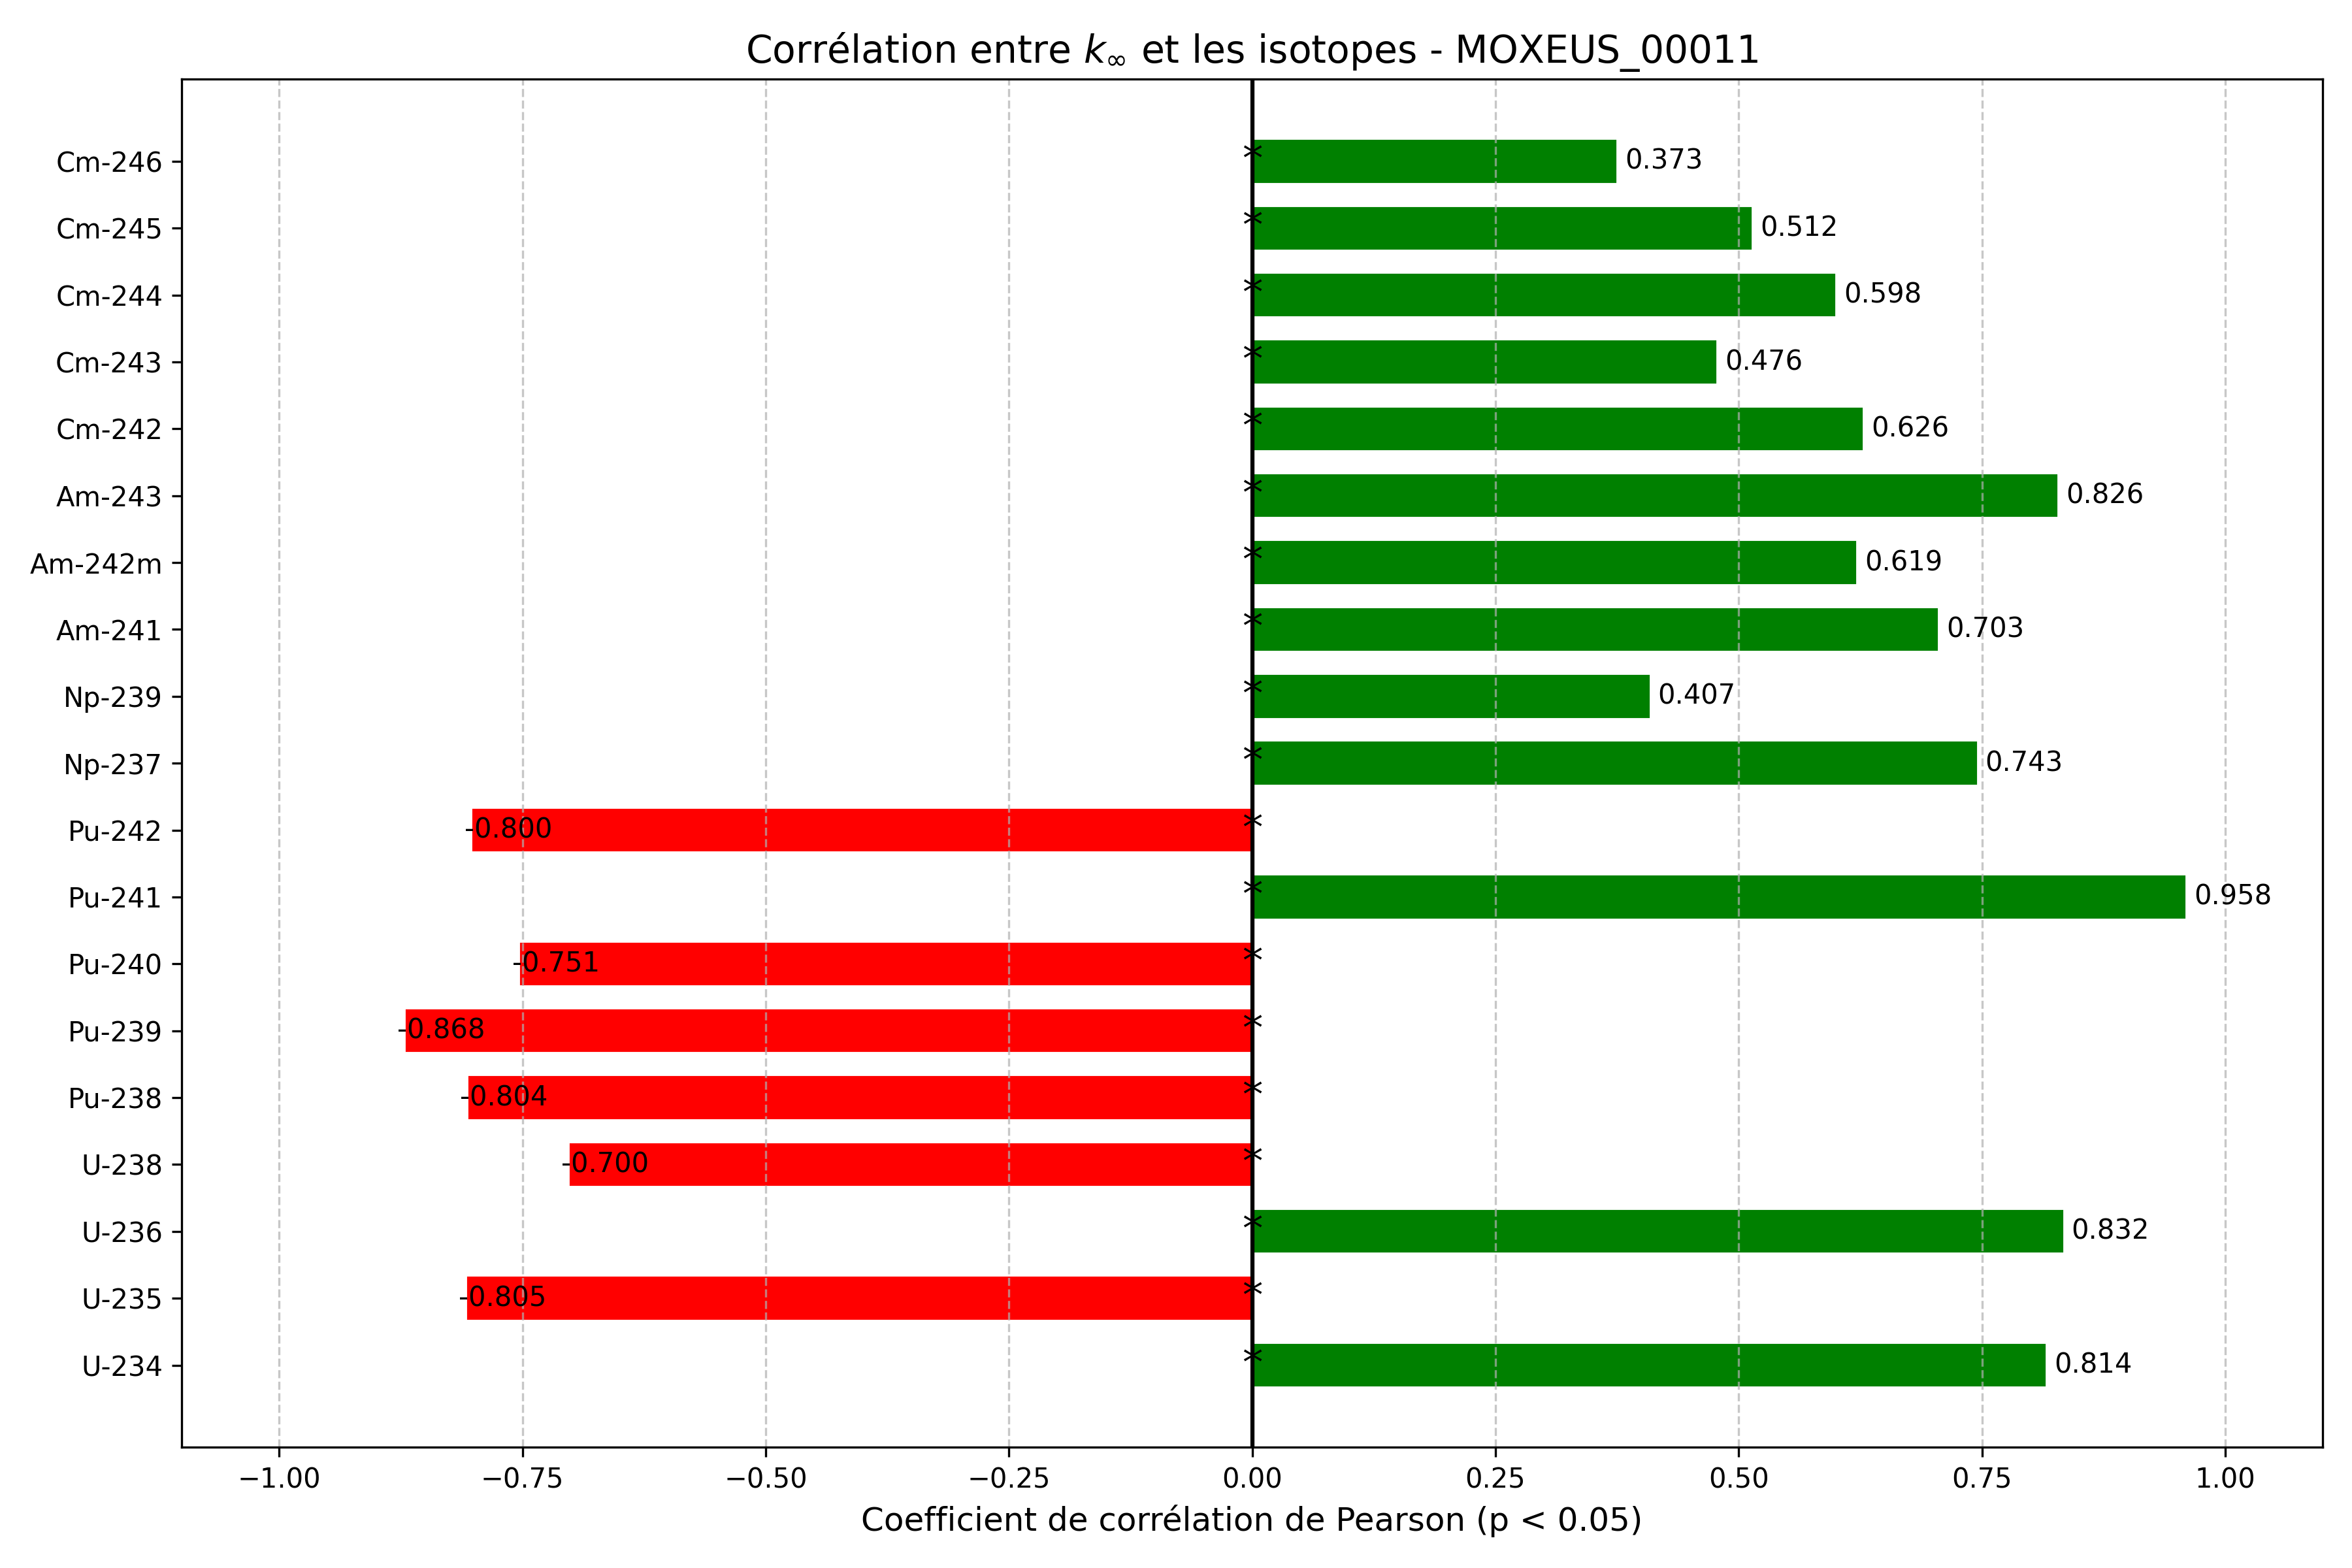 Corrélation entre k∞ et les isotopes - MOXEUS_00011
Cm-246 * 0.373
Cm-245 * 0.512
Cm-244 * 0.598
Cm-243 * 0.476
Cm-242 * 0.626
Am-243 * 0.826
Am-242m * 0.619
Am-241 * 0.703
Np-239 * 0.407
Np-237 * 0.743
Pu-242 -0.800 *
Pu-241 * 0.958
Pu-240 -0.751 *
Pu-239 -0.868 *
Pu-238 -0.804 *
U-238 -0.700 *
U-236 * 0.832
U-235 -0.805 *
U-234 * 0.814
−1.00 −0.75 −0.50 −0.25 0.00 0.25 0.50 0.75 1.00
Coefficient de corrélation de Pearson (p < 0.05)